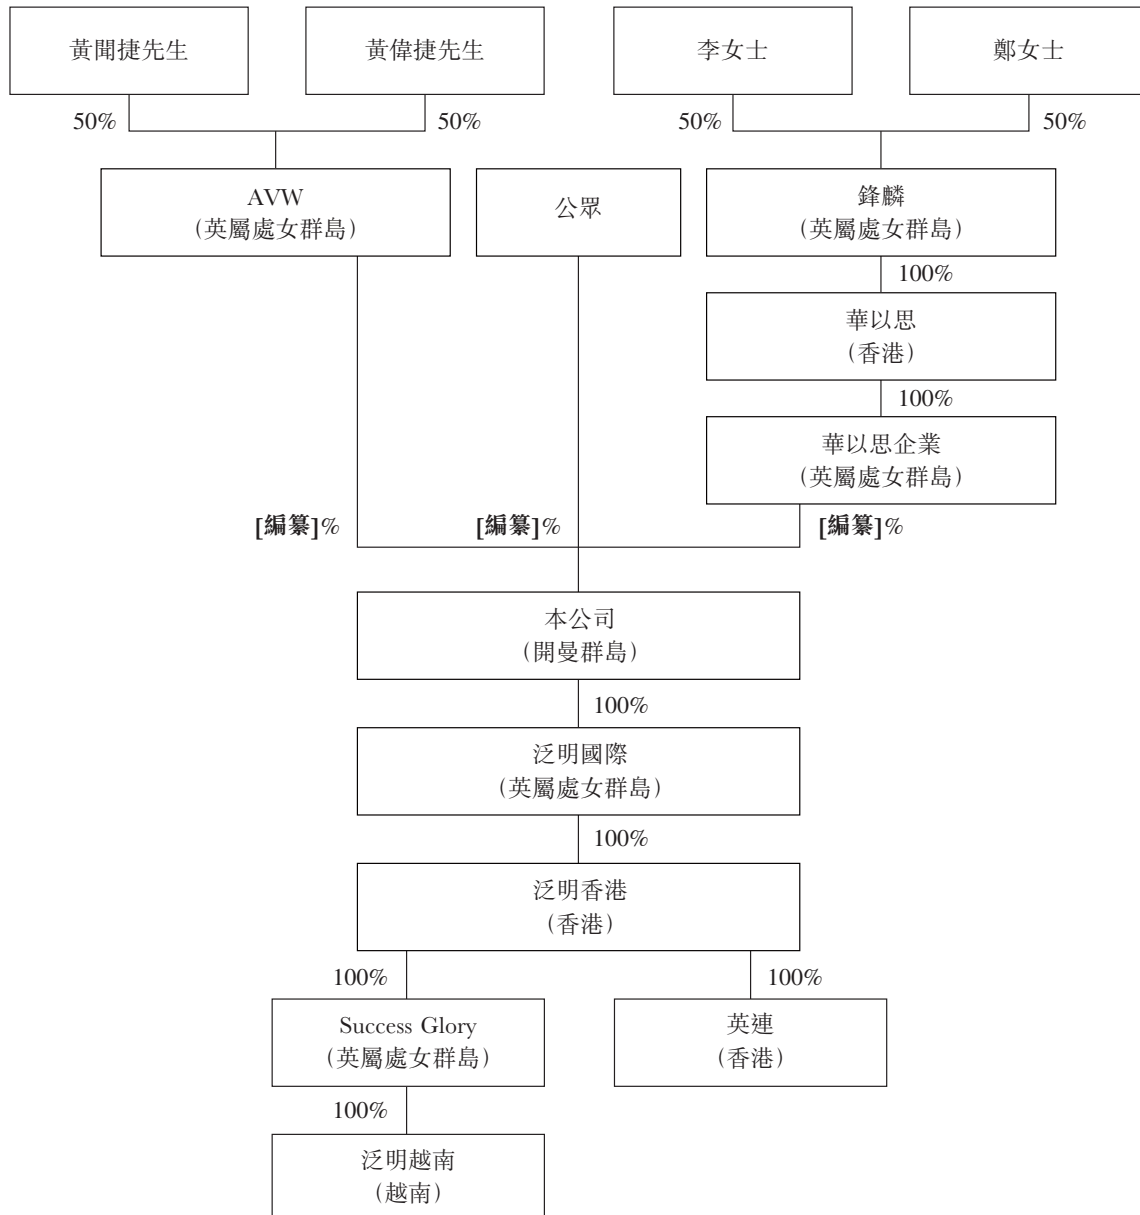 黃聞捷先生
黃偉捷先生
李女士
鄭女士
50%
50%
50%
50%
AVW
（英屬處女群島）
公眾
鋒麟
（英屬處女群島）
100%
華以思
（香港）
100%
華以思企業
（英屬處女群島）
[編纂]%
[編纂]%
[編纂]%
本公司
（開曼群島）
100%
泛明國際
（英屬處女群島）
100%
泛明香港
（香港）
100%
100%
Success Glory
（英屬處女群島）
英連
（香港）
100%
泛明越南
（越南）